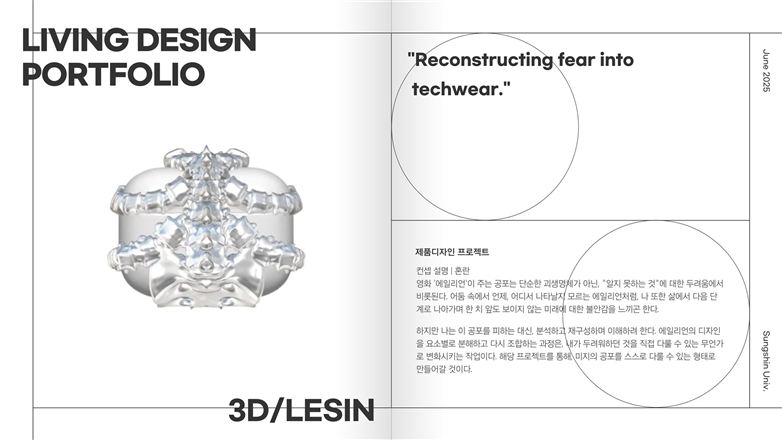 LIVING DESIGN
PORTFOLIO
3D/LESIN
"Reconstructing fear into
techwear."
June 2025
제품디자인 프로젝트
컨셉 설명 | 혼란
영화 '에일리언'이 주는 공포는 단순한 괴생명체가 아닌, "알지 못하는 것"에 대한 두려움에서
비롯된다. 어둠 속에서 언제, 어디서 나타날지 모르는 에일리언처럼, 나 또한 삶에서 다음 단
계로 나아가며 한 치 앞도 보이지 않는 미래에 대한 불안감을 느끼곤 한다.
하지만 나는 이 공포를 피하는 대신, 분석하고 재구성하며 이해하려 한다. 에일리언의 디자인
을 요소별로 분해하고 다시 조합하는 과정은, 내가 두려워하던 것을 직접 다룰 수 있는 무언가
로 변화시키는 작업이다. 해당 프로젝트를 통해, 미지의 공포를 스스로 다룰 수 있는 형태로
만들어갈 것이다.
Sungshin Univ.